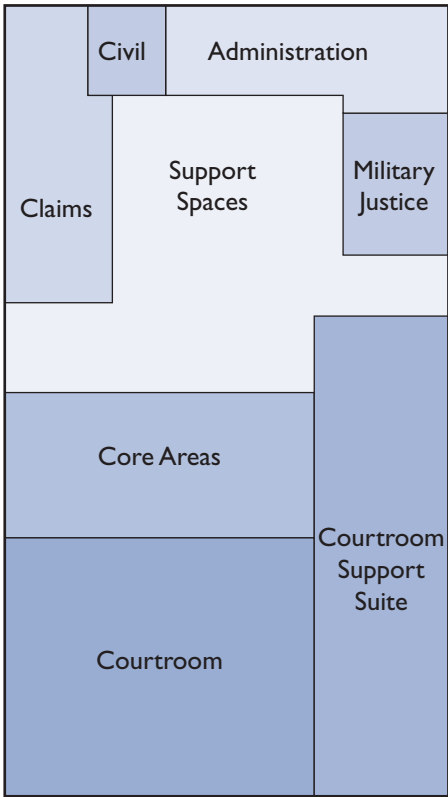 Civil
Administration
Support
Spaces
Military
Justice
Claims
Core Areas
Courtroom
Support
Suite
Courtroom